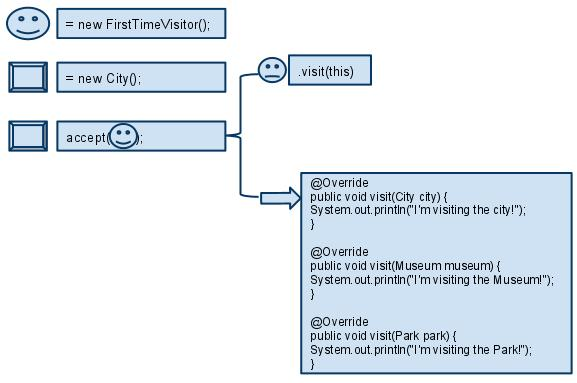 = new FirstTimeVisitor();
= new City();
.visit(this)
accept( );
@Override
public void visit(City city) {
System.out.println("I'm visiting the city!");
}
@Override
public void visit(Museum museum) {
System.out.println("I'm visiting the Museum!");
}
@Override
public void visit(Park park) {
System.out.println("I'm visiting the Park!");
}